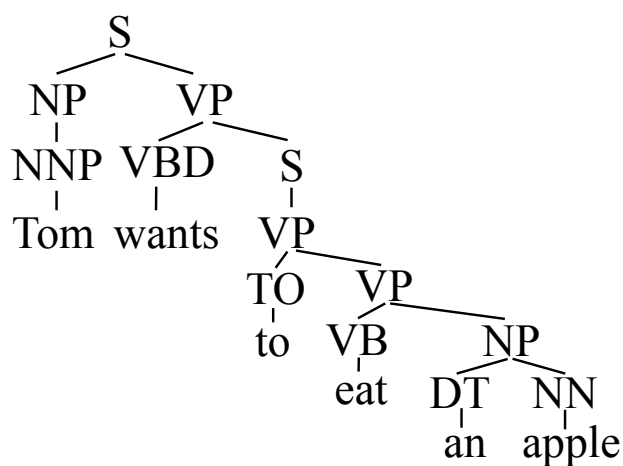 S
NP VP
NNP VBD S
Tom wants VP
TO VP
to VB NP
eat DT NN
an apple